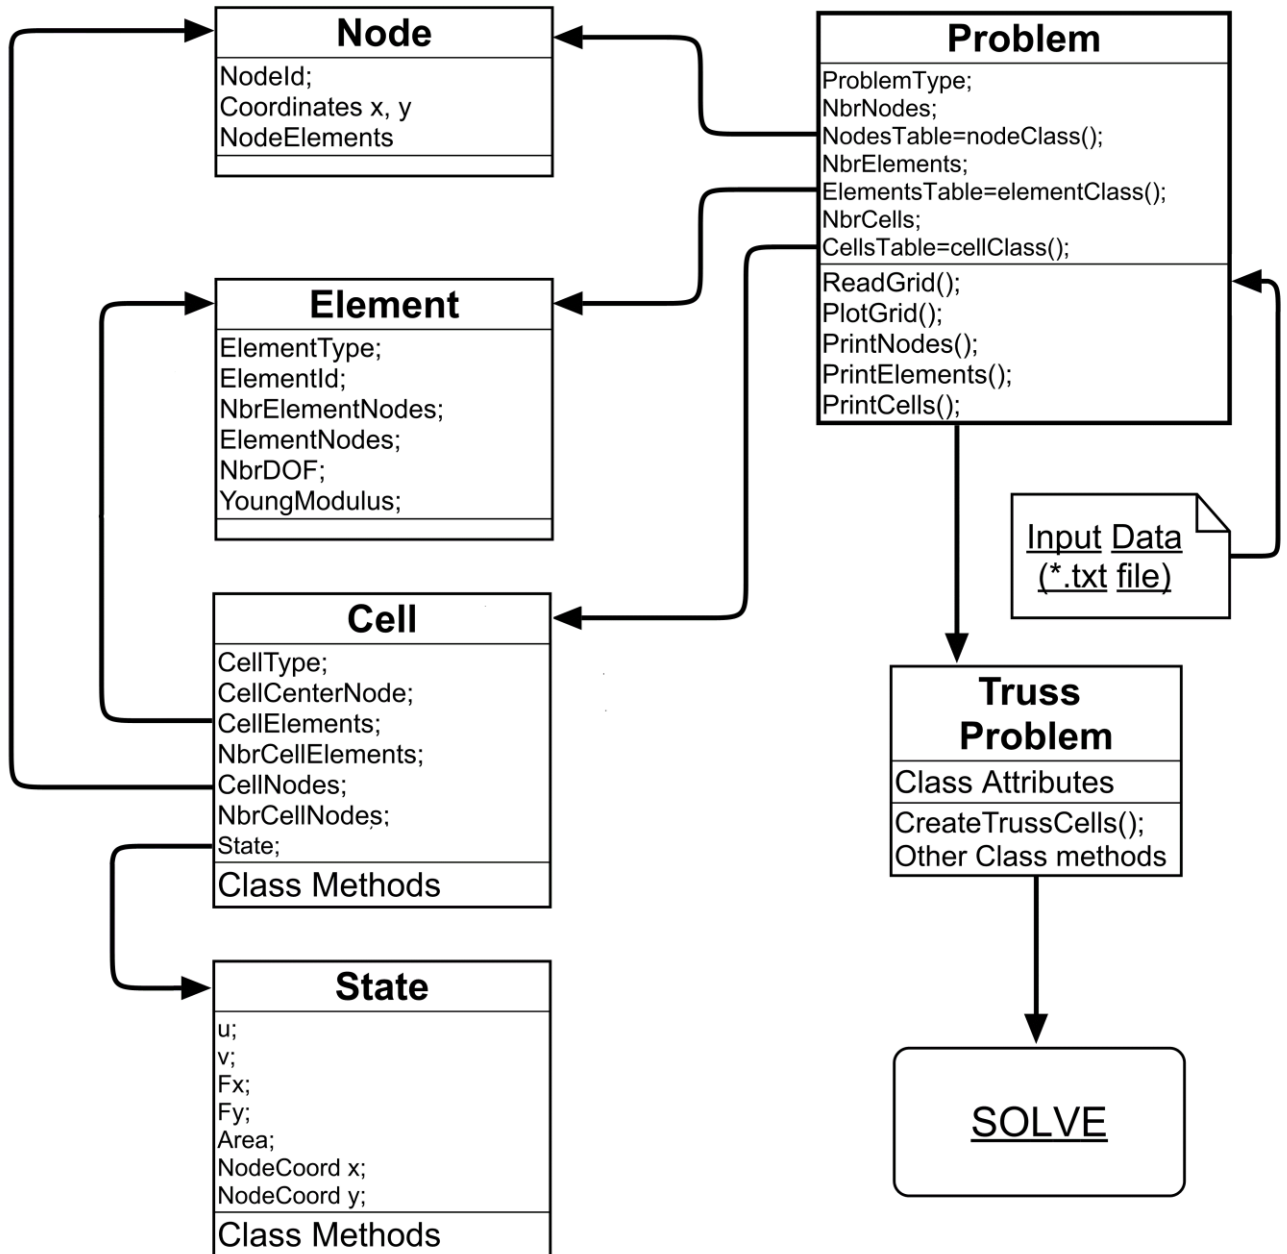 Node
NodeId;
Coordinates x, y
NodeElements
Problem
ProblemType;
NbrNodes;
NodesTable=nodeClass();
NbrElements;
ElementsTable=elementClass();
NbrCells;
CellsTable=cellClass();
ReadGrid();
PlotGrid();
PrintNodes();
PrintElements();
PrintCells();
Element
ElementType;
ElementId;
NbrElementNodes;
ElementNodes;
NbrDOF;
YoungModulus;
Input Data
(*.txt file)
Cell
CellType;
CellCenterNode;
CellElements;
NbrCellElements;
CellNodes;
NbrCellNodes;
State;
Class Methods
Truss
Problem
Class Attributes
CreateTrussCells();
Other Class methods
State
u;
v;
Fx;
Fy;
Area;
NodeCoord x;
NodeCoord y;
Class Methods
SOLVE